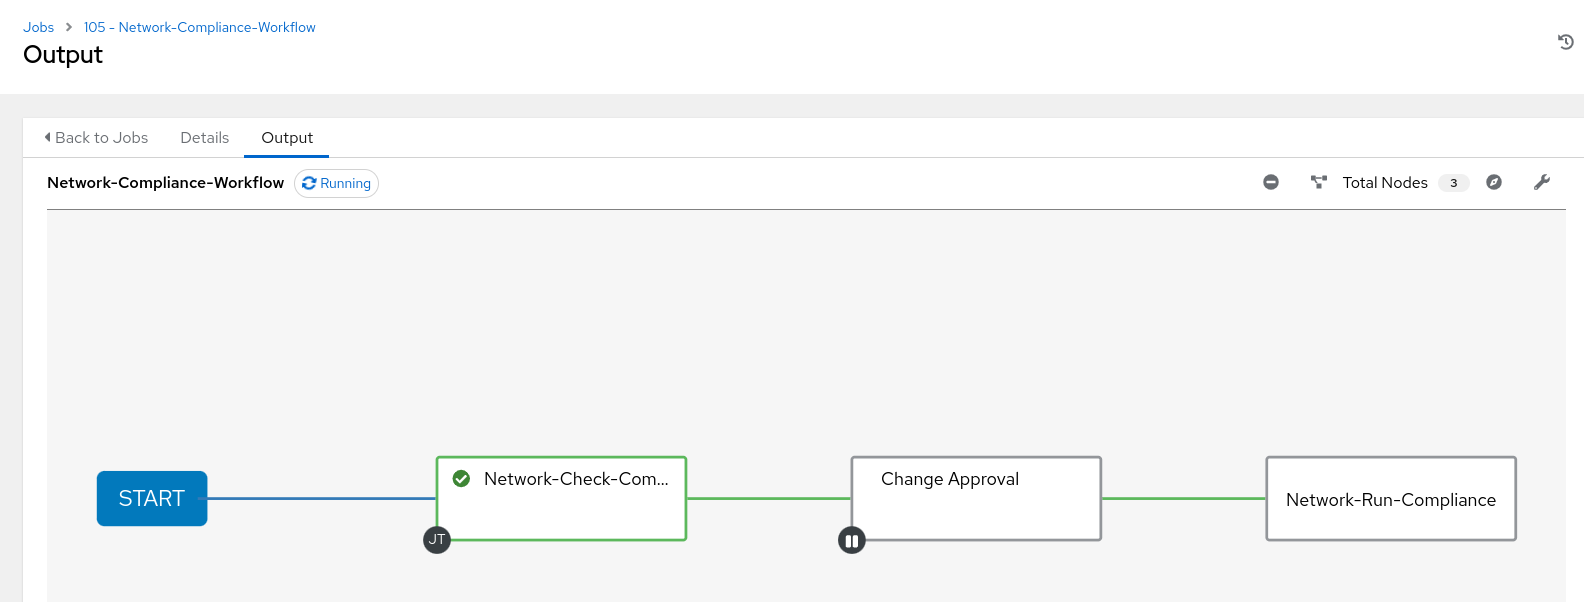 Jobs > 105 - Network-Compliance-Workflow
Output
Back to Jobs Details Output
Network-Compliance-Workflow Running Total Nodes 3
START
Network-Check-Com...
JT
Change Approval
Network-Run-Compliance